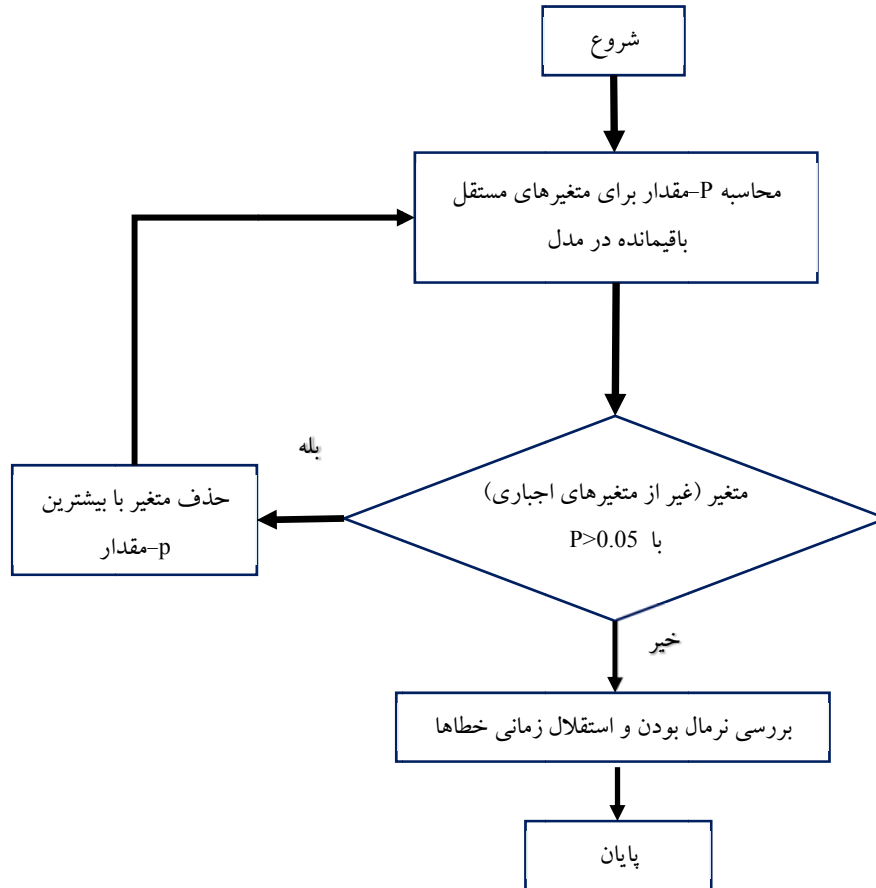 شروع
محاسبه P–مقدار برای متغیرهای مستقل
باقیمانده در مدل
بله
متغیر (غیر از متغیرهای اجباری)
با P>0.05
حذف متغیر با بیشترین
p–مقدار
خیر
بررسی نرمال بودن و استقلال زمانی خطاها
پایان